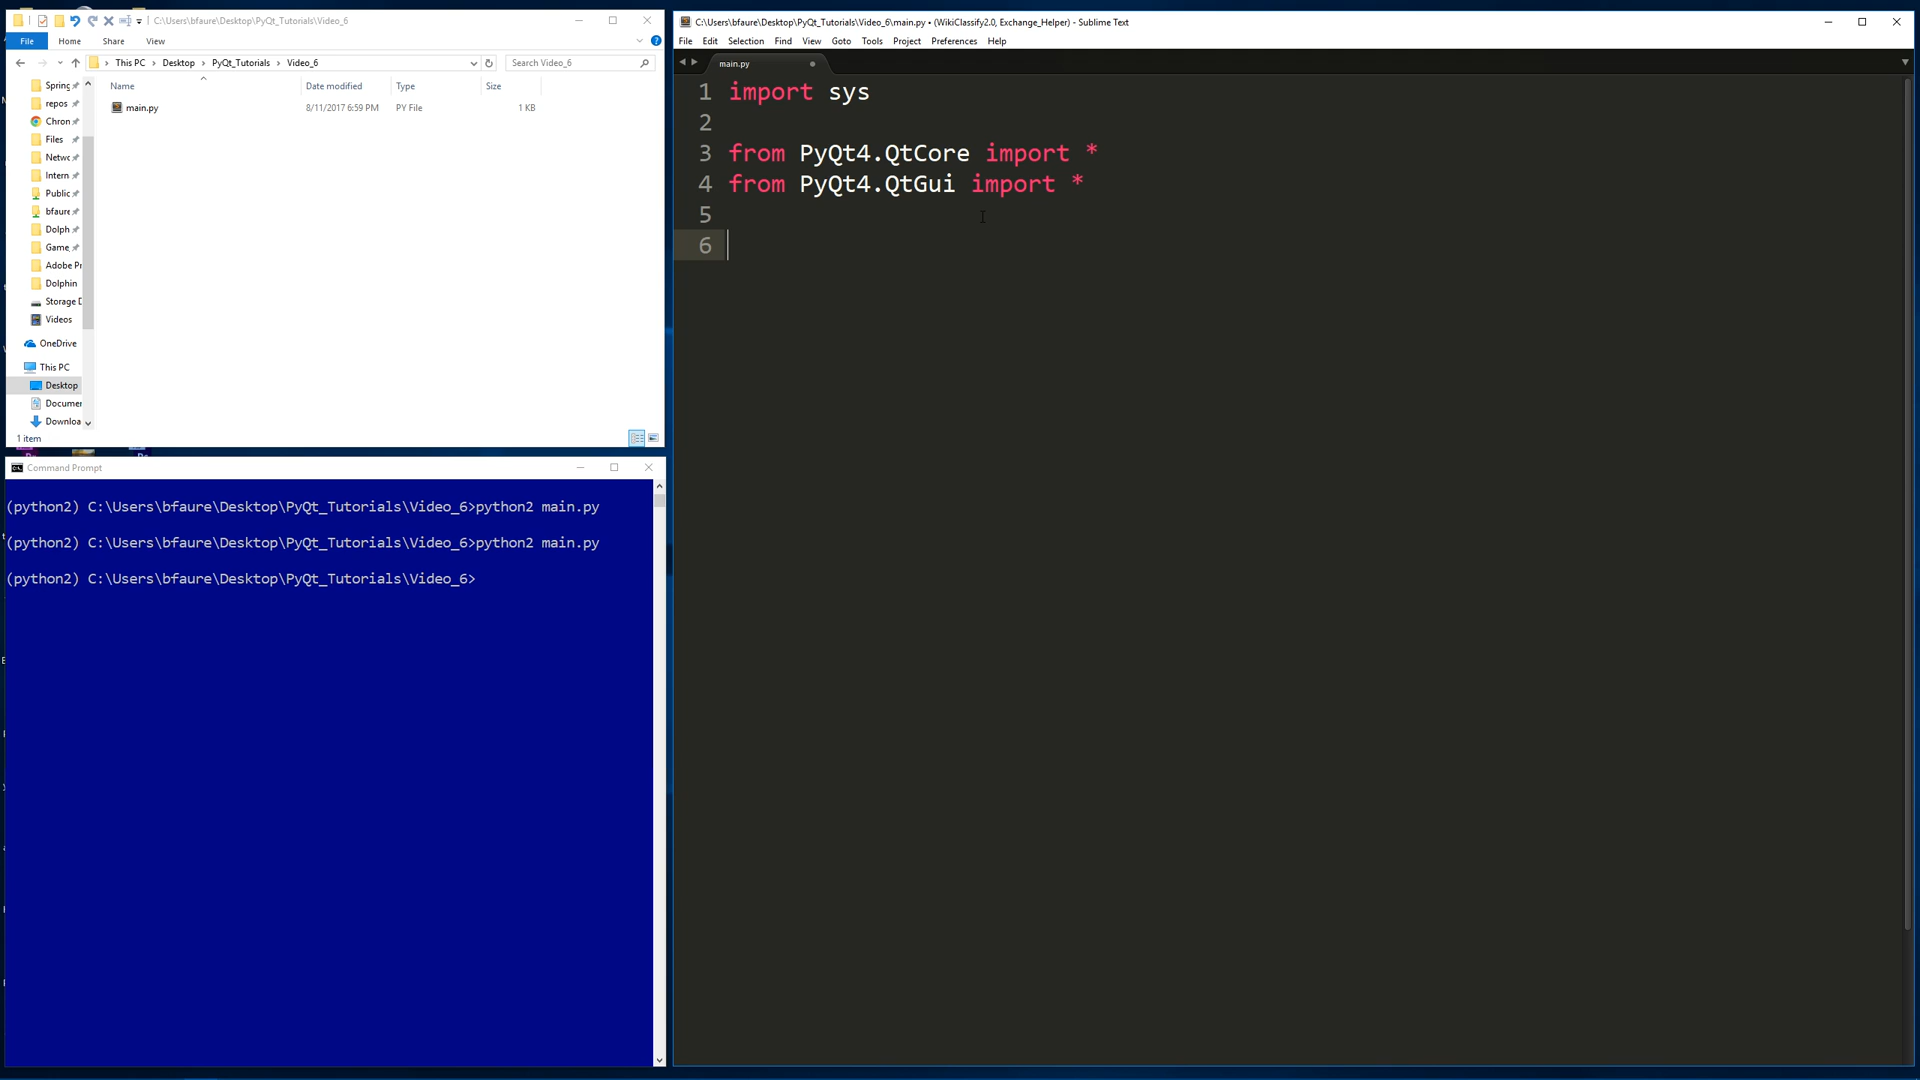 C:\Users\bfaure\Desktop\PyQt_Tutorials\Video_6
File Home Share View
This PC > Desktop > PyQt_Tutorials > Video_6
Search Video_6
Name Date modified Type Size
main.py 8/11/2017 6:59 PM PY File 1 KB
Spring
repos
Chron
Files
Netwo
Intern
Public
bfaure
Dolph
Game
Adobe Pr
Dolphin
Storage D
Videos
OneDrive
This PC
Desktop
Documer
Downloa
1 item
Command Prompt
(python2) C:\Users\bfaure\Desktop\PyQt_Tutorials\Video_6>python2 main.py
(python2) C:\Users\bfaure\Desktop\PyQt_Tutorials\Video_6>python2 main.py
(python2) C:\Users\bfaure\Desktop\PyQt_Tutorials\Video_6>
C:\Users\bfaure\Desktop\PyQt_Tutorials\Video_6\main.py • (WikiClassify2.0, Exchange_Helper) - Sublime Text
File Edit Selection Find View Goto Tools Project Preferences Help
main.py
1 import sys
2
3 from PyQt4.QtCore import *
4 from PyQt4.QtGui import *
5
6